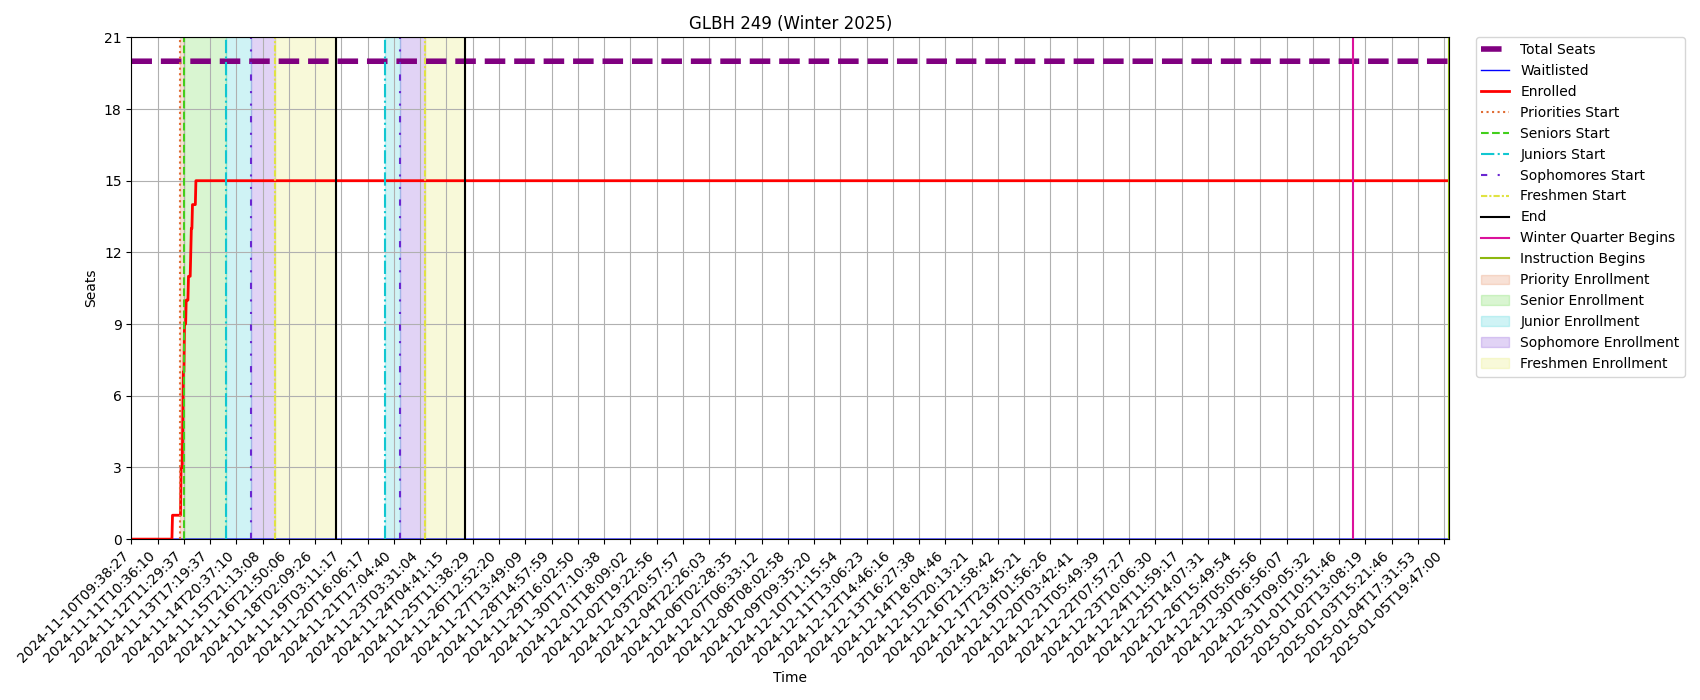 GLBH 249 (Winter 2025)
21
18
15
12
9
6
3
0
Seats
2024-11-10T09:38:27
2024-11-11T10:36:10
2024-11-12T11:29:37
2024-11-13T17:19:37
2024-11-14T20:37:10
2024-11-15T21:13:08
2024-11-16T21:50:06
2024-11-18T02:09:26
2024-11-19T03:11:17
2024-11-20T06:06:17
2024-11-21T17:04:40
2024-11-23T03:31:04
2024-11-24T04:41:15
2024-11-25T11:38:29
2024-11-26T12:52:20
2024-11-27T13:49:09
2024-11-28T14:57:59
2024-11-29T16:02:50
2024-11-30T17:10:38
2024-12-01T18:09:02
2024-12-02T19:22:56
2024-12-03T20:57:57
2024-12-04T22:26:03
2024-12-06T02:28:35
2024-12-07T06:33:12
2024-12-08T08:02:58
2024-12-09T09:35:20
2024-12-10T11:15:54
2024-12-11T13:06:23
2024-12-12T14:46:16
2024-12-13T16:27:38
2024-12-14T18:04:46
2024-12-15T20:13:21
2024-12-16T21:58:42
2024-12-17T23:45:21
2024-12-19T01:56:26
2024-12-20T03:42:41
2024-12-21T05:49:39
2024-12-22T07:57:27
2024-12-23T10:06:30
2024-12-24T11:59:17
2024-12-25T14:07:31
2024-12-26T15:49:54
2024-12-29T05:05:56
2024-12-30T06:56:07
2024-12-31T09:05:32
2025-01-01T10:51:46
2025-01-02T13:08:19
2025-01-03T15:21:46
2025-01-04T17:31:53
2025-01-05T19:47:00
Time
Total Seats
Waitlisted
Enrolled
Priorities Start
Seniors Start
Juniors Start
Sophomores Start
Freshmen Start
End
Winter Quarter Begins
Instruction Begins
Priority Enrollment
Senior Enrollment
Junior Enrollment
Sophomore Enrollment
Freshmen Enrollment